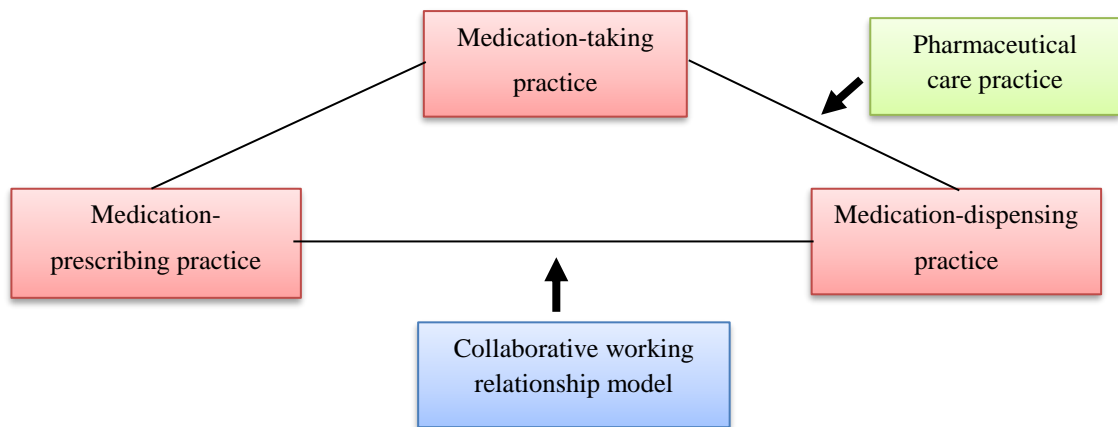 Medication-taking
practice
Pharmaceutical
care practice
Medication-
prescribing practice
Medication-dispensing
practice
Collaborative working
relationship model